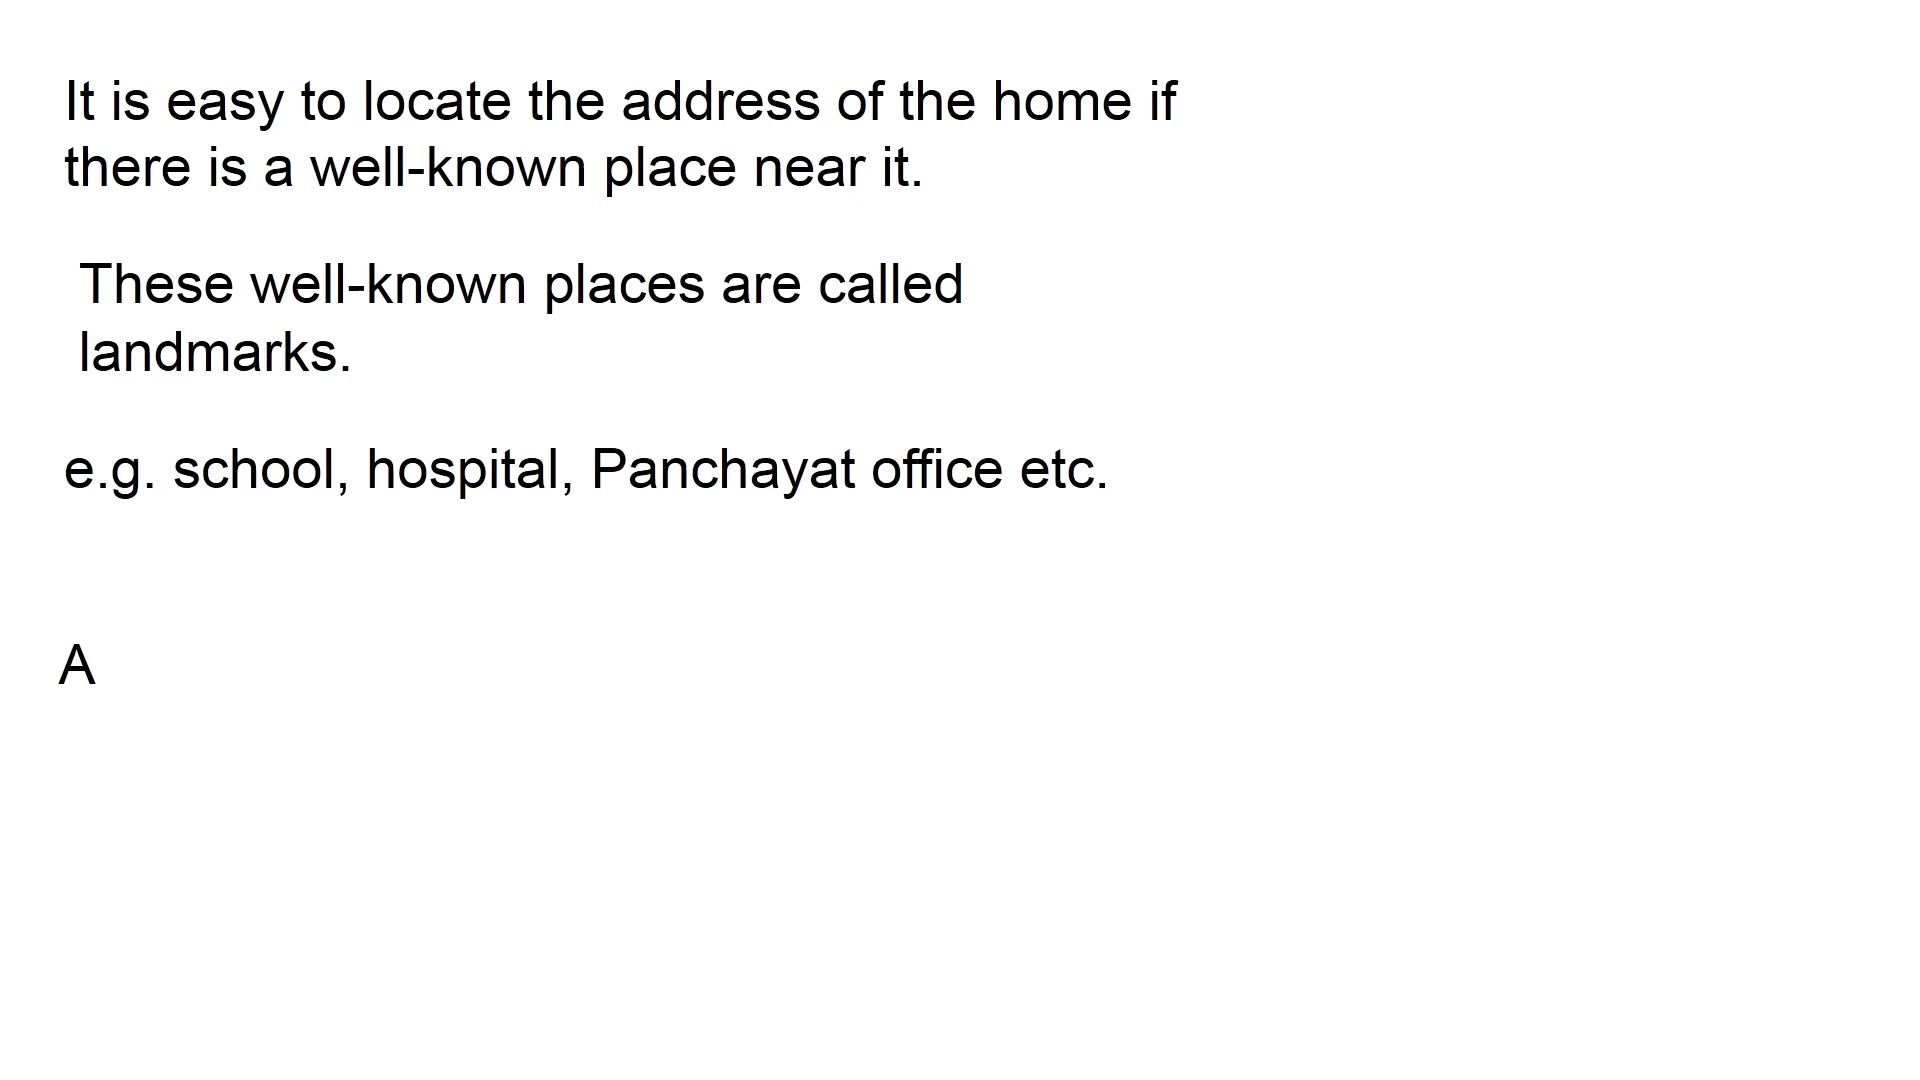 It is easy to locate the address of the home if
there is a well-known place near it.
These well-known places are called
landmarks.
e.g. school, hospital, Panchayat office etc.
A